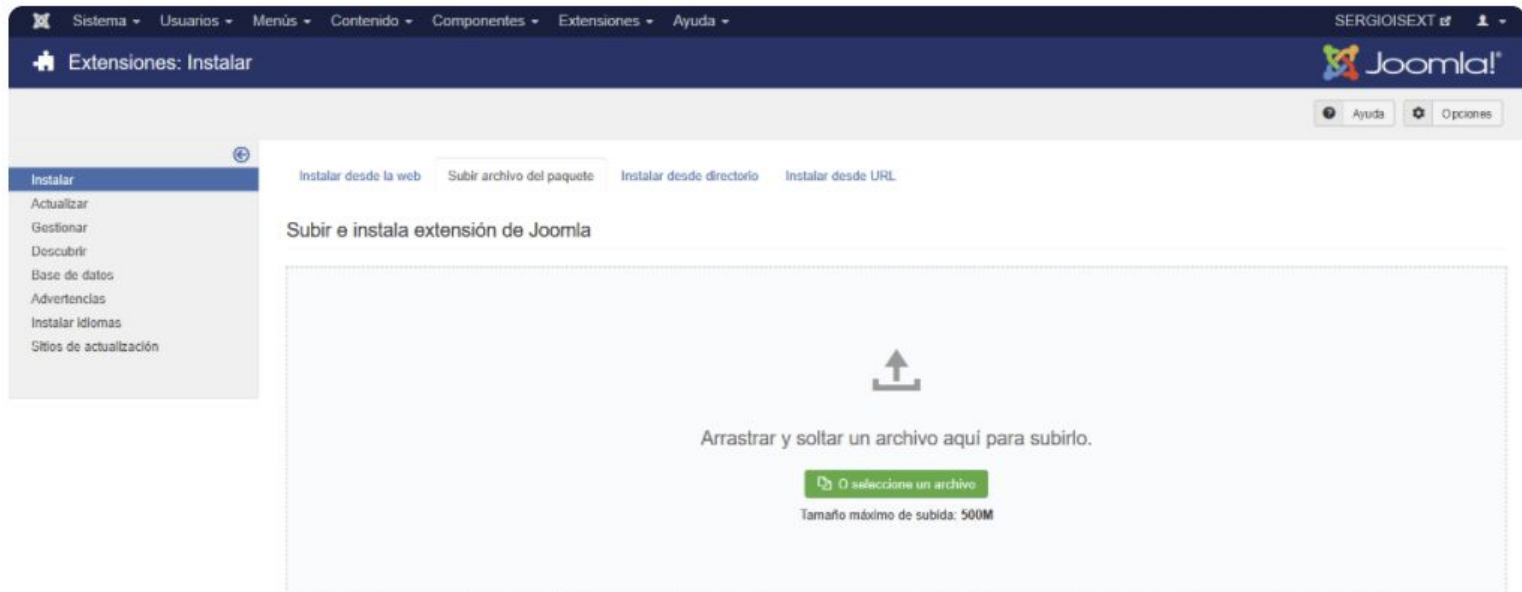 Sistema Usuarios Menús Contenido Componentes Extensiones Ayuda SERGIOISEXT
Extensiones: Instalar Joomla!®
Ayuda Opciones
Instalar
Actualizar
Gestionar
Descubrir
Base de datos
Advertencias
Instalar idiomas
Sitios de actualización
Instalar desde la web Subir archivo del paquete Instalar desde directorio Instalar desde URL
Subir e instala extensión de Joomla
Arrastrar y soltar un archivo aquí para subirlo.
O seleccione un archivo
Tamaño máximo de subida: 500M